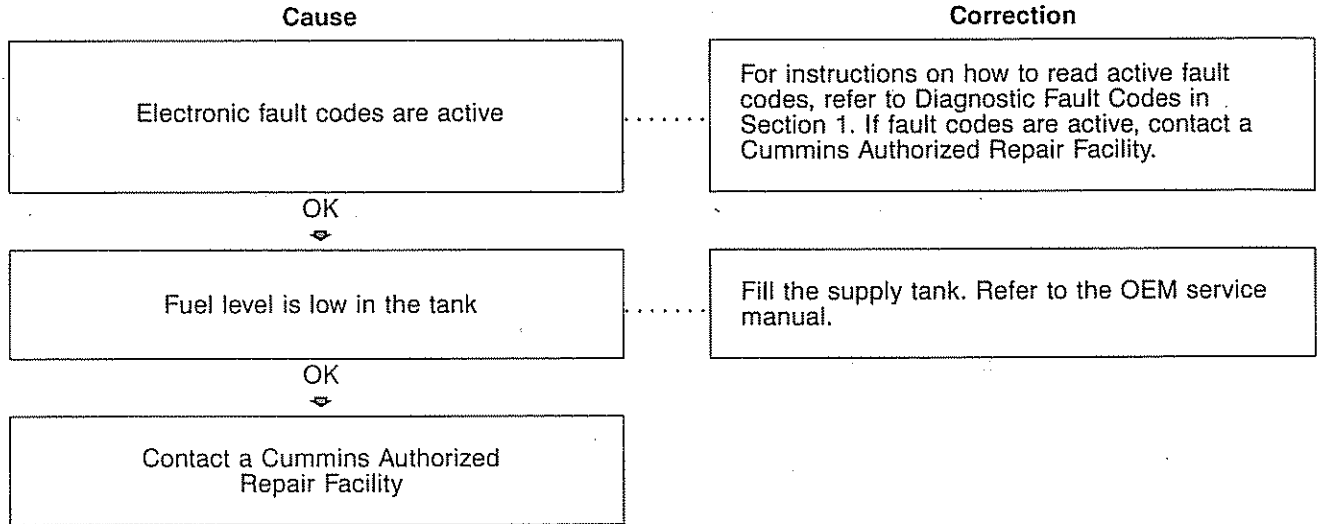 Cause
Correction
Electronic fault codes are active
For instructions on how to read active fault
codes, refer to Diagnostic Fault Codes in
Section 1. If fault codes are active, contact a
Cummins Authorized Repair Facility.
OK
Fuel level is low in the tank
Fill the supply tank. Refer to the OEM service
manual.
OK
Contact a Cummins Authorized
Repair Facility